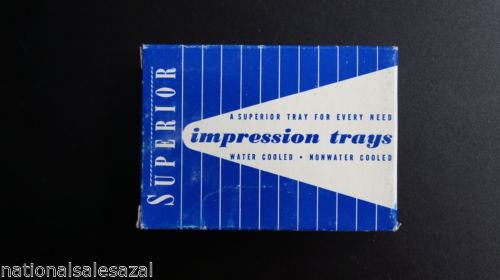 SUPERIOR
A SUPERIOR TRAY FOR EVERY NEED
impression trays
WATER COOLED • NONWATER COOLED
nationalsalesazal